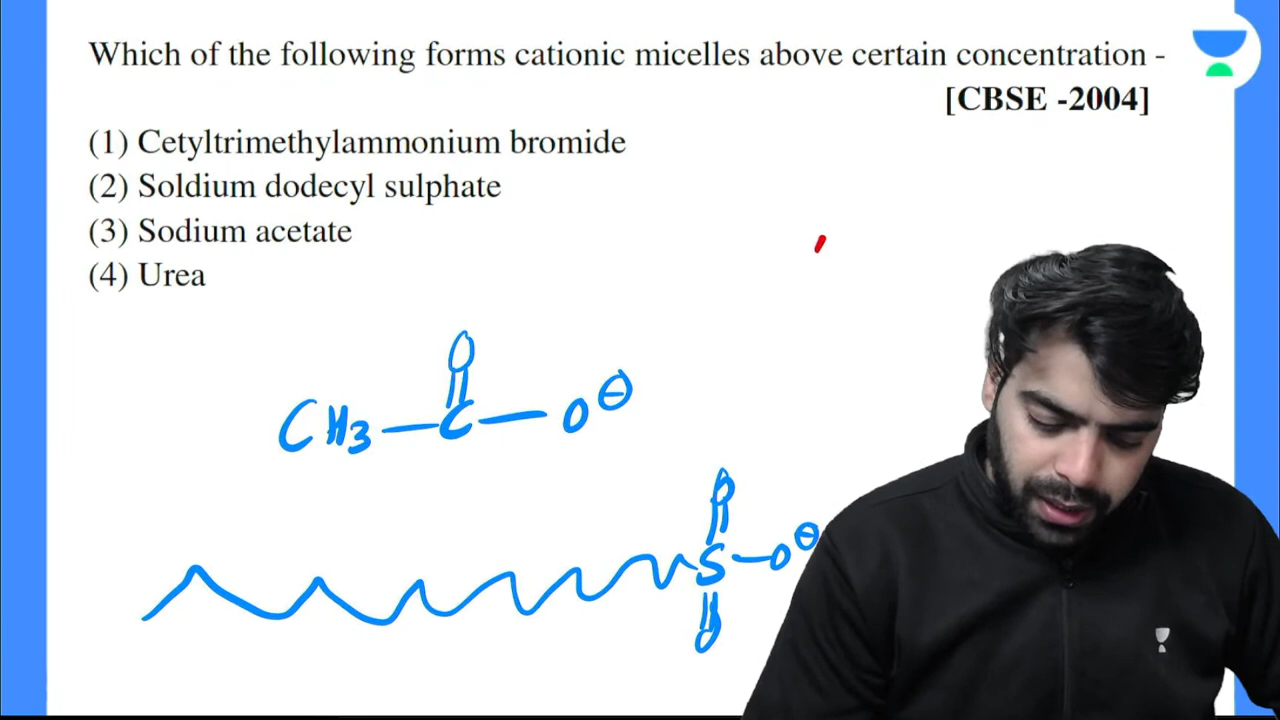 Which of the following forms cationic micelles above certain concentration -
[CBSE -2004]
(1) Cetyltrimethylammonium bromide
(2) Soldium dodecyl sulphate
(3) Sodium acetate
(4) Urea
O
CH3—C—O⊖
O
S—O⊖
O